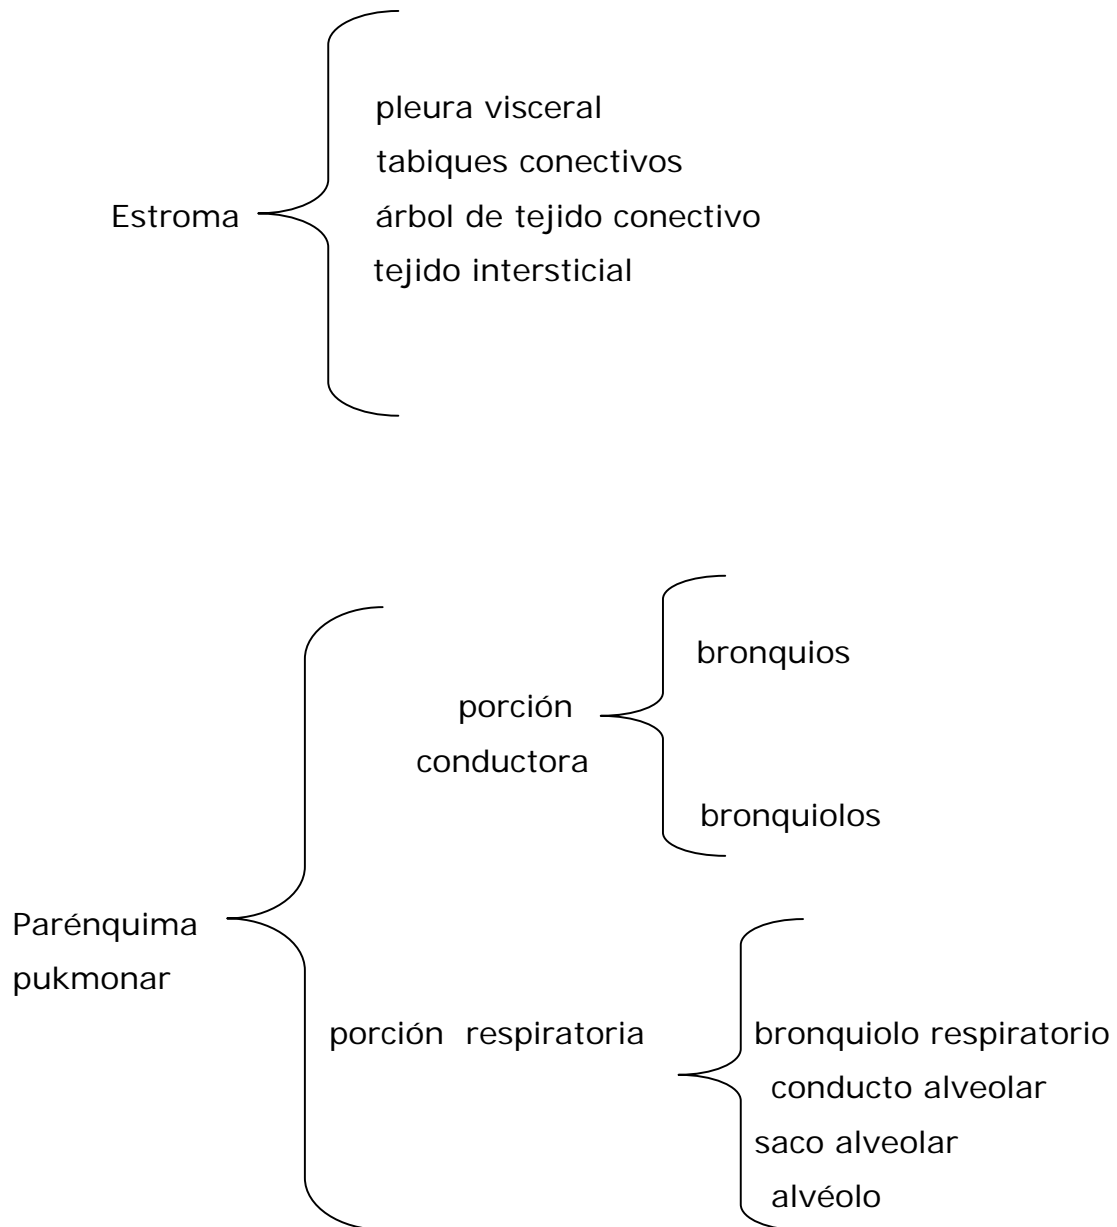 pleura visceral
tabiques conectivos
Estroma
árbol de tejido conectivo
tejido intersticial
bronquios
porción
conductora
bronquiolos
Parénquima
pukmonar
porción respiratoria
bronquiolo respiratorio
conducto alveolar
saco alveolar
alvéolo